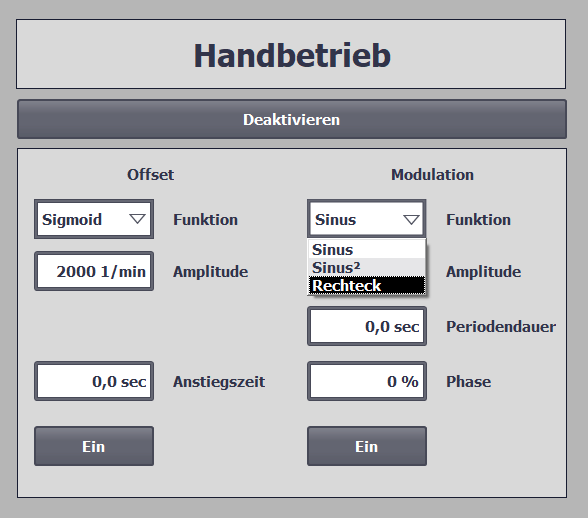 Handbetrieb
Deaktivieren
Offset
Modulation
Sigmoid
Funktion
Sinus
Funktion
Sinus
Sinus²
Rechteck
2000 1/min
Amplitude
Amplitude
0,0 sec
Periodendauer
0,0 sec
Anstiegszeit
0 %
Phase
Ein
Ein